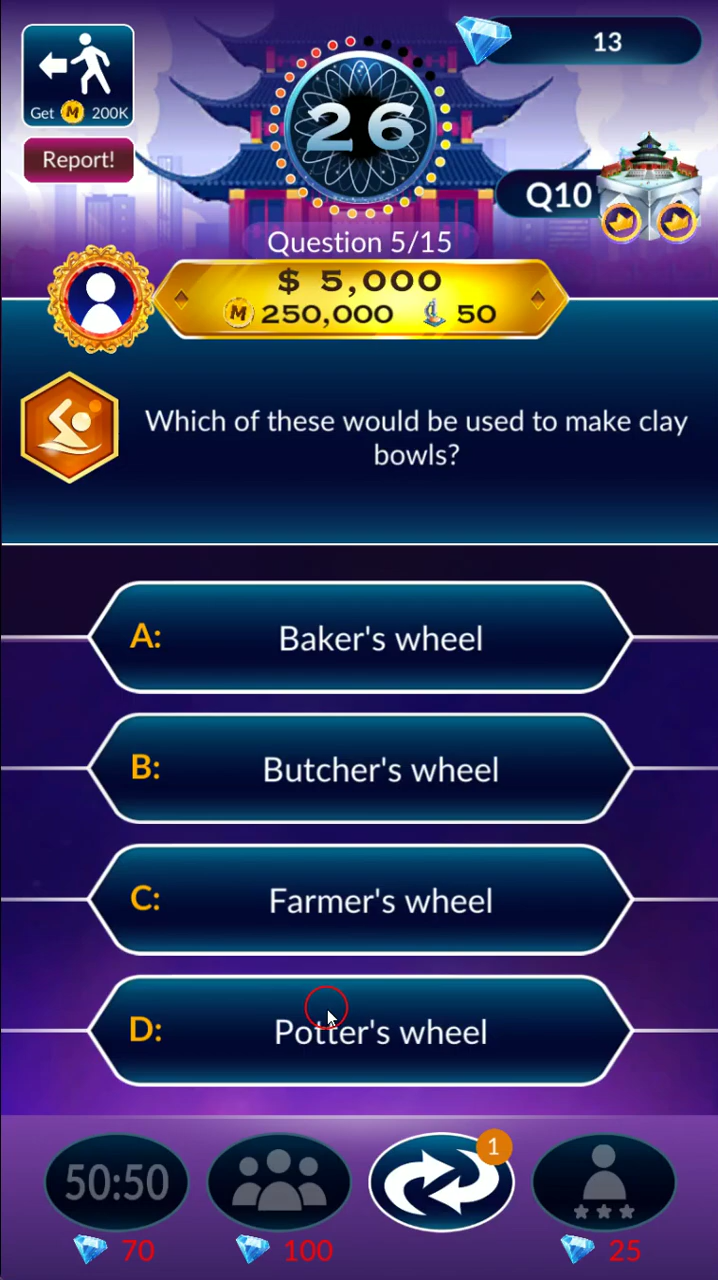 13
Get M 200K
26
Report!
Q10
Question 5/15
$ 5,000
M 250,000 50
Which of these would be used to make clay
bowls?
A: Baker's wheel
B: Butcher's wheel
C: Farmer's wheel
D: Potter's wheel
1
50:50
70 100 25